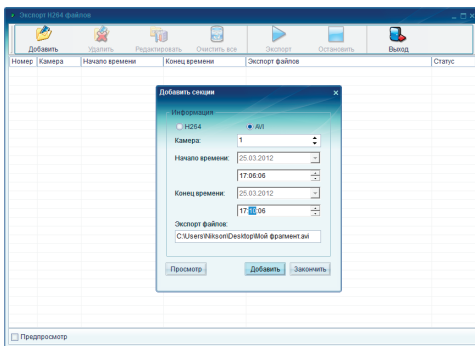 Экспорт H264 файлов
Добавить Удалить Редактировать Очистить все Экспорт Остановить Выход
Номер Камера Начало времени Конец времени Экспорт файлов Статус
Добавить секции
Информация
H264 AVI
Камера: 1
Начало времени: 25.03.2012
17:06:06
Конец времени: 25.03.2012
17:10:06
Экспорт файлов:
C:\Users\Nikson\Desktop\Мой фрагмент.avi
Просмотр Добавить Закончить
Предпросмотр